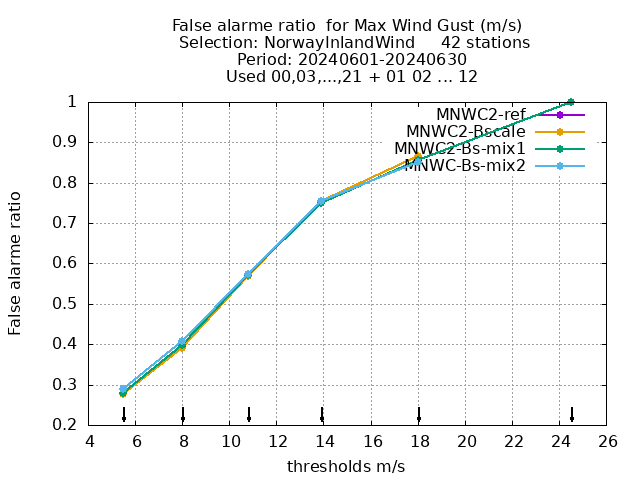 False alarme ratio  for Max Wind Gust (m/s)
Selection: NorwayInlandWind     42 stations
Period: 20240601-20240630
Used 00,03,...,21 + 01 02 ... 12
MNWC2-ref
MNWC2-Bscale
MNWC2-Bs-mix1
MNWC-Bs-mix2
False alarme ratio
1
0.9
0.8
0.7
0.6
0.5
0.4
0.3
0.2
4 6 8 10 12 14 16 18 20 22 24 26
thresholds m/s